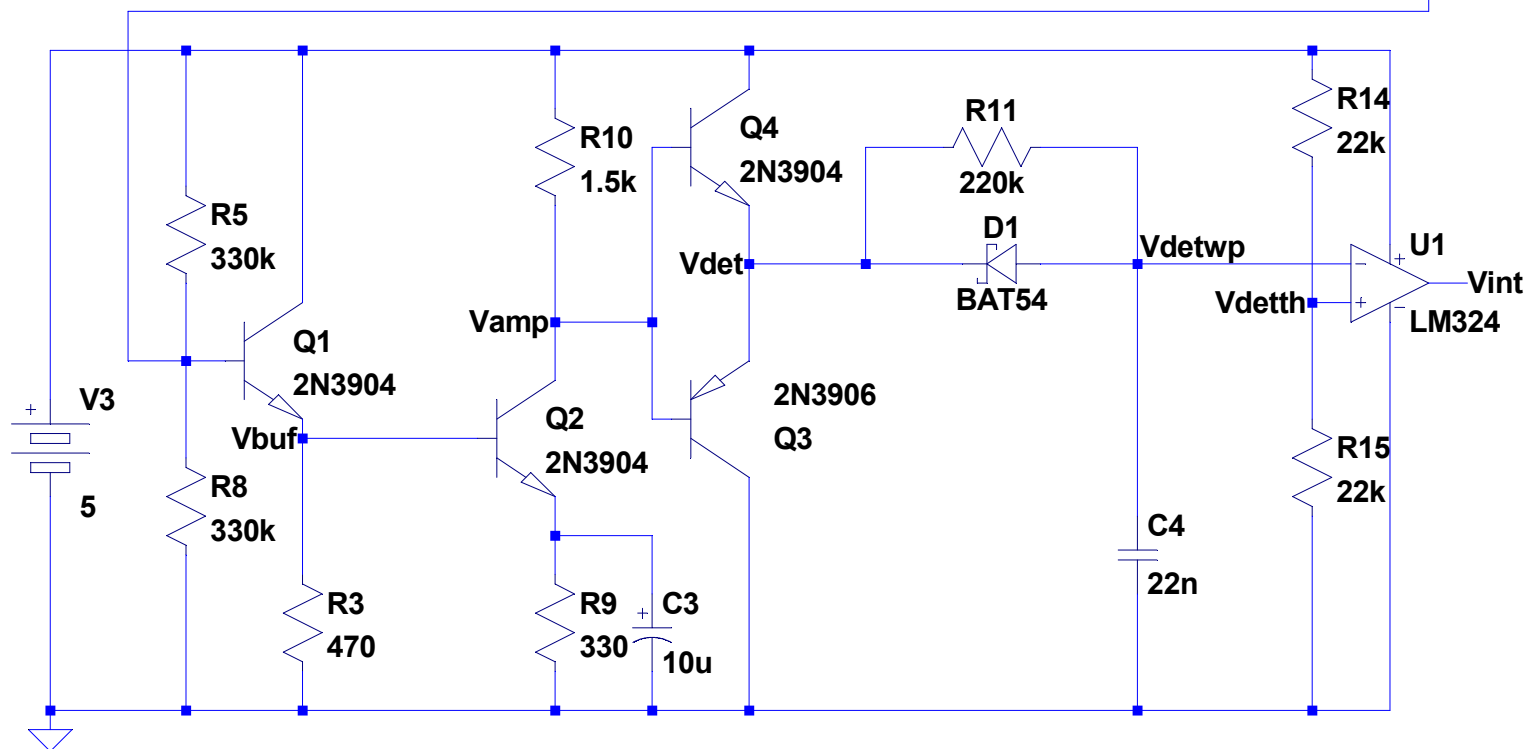 R5
330k
R8
330k
V3
+
5
Q1
2N3904
Vbuf
R3
470
R10
1.5k
Vamp
Q2
2N3904
R9
330
+
C3
10u
Q4
2N3904
Vdet
2N3906
Q3
R11
220k
D1
BAT54
Vdetwp
C4
22n
R14
22k
Vdetth
R15
22k
U1
+
-
-
+
LM324
Vint